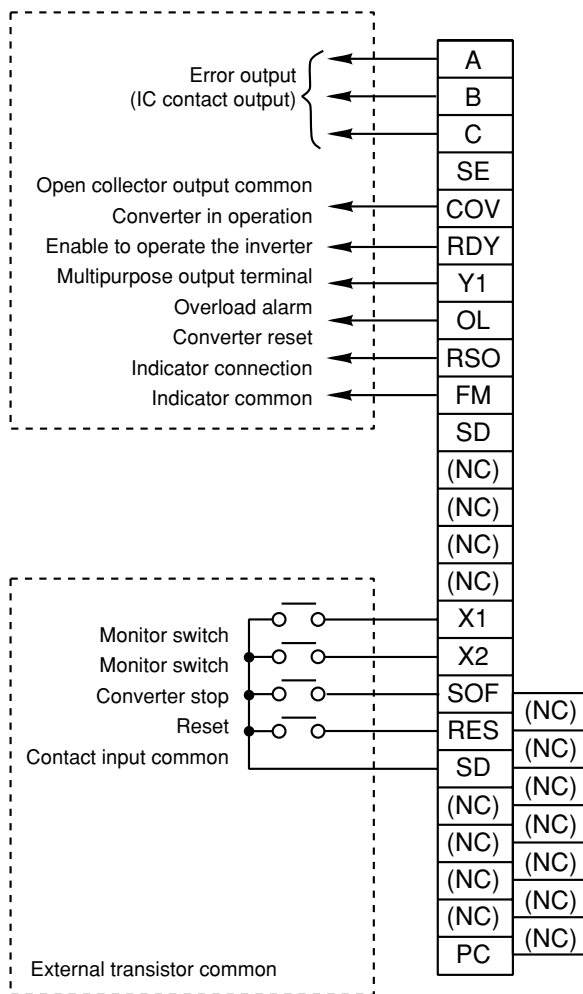 Error output
(IC contact output)
Open collector output common
Converter in operation
Enable to operate the inverter
Multipurpose output terminal
Overload alarm
Converter reset
Indicator connection
Indicator common
A
B
C
SE
COV
RDY
Y1
OL
RSO
FM
SD
(NC)
(NC)
(NC)
(NC)
X1
X2
SOF
RES
SD
(NC)
(NC)
(NC)
(NC)
PC
Monitor switch
Monitor switch
Converter stop
Reset
Contact input common
External transistor common
(NC)
(NC)
(NC)
(NC)
(NC)
(NC)
(NC)